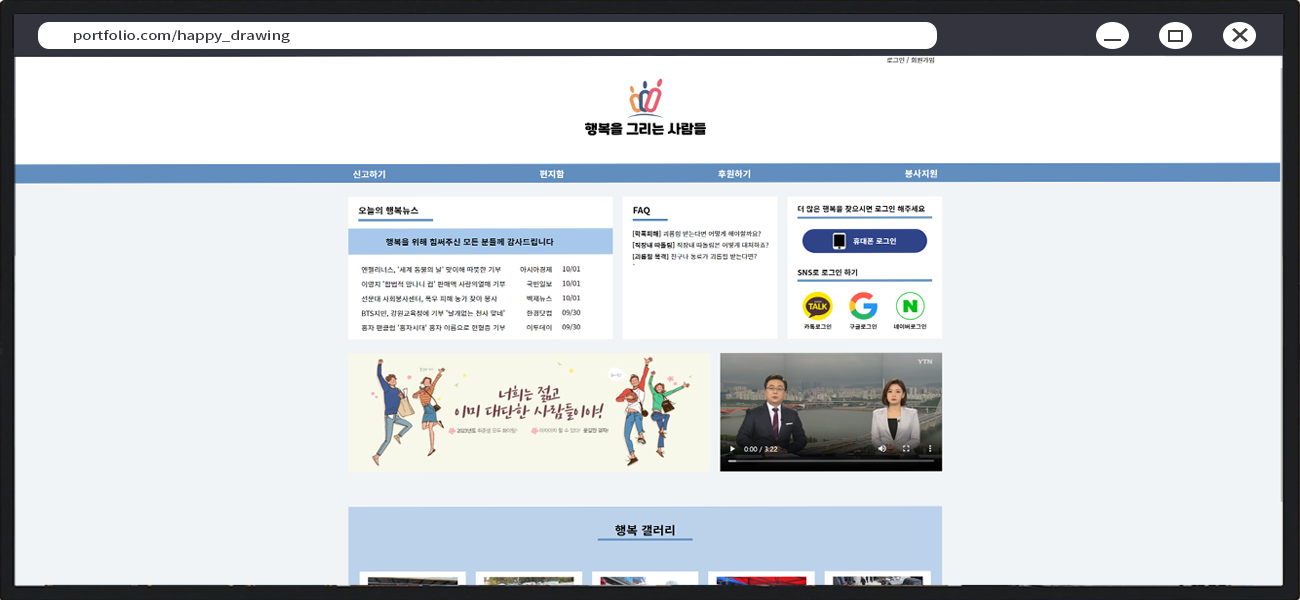 portfolio.com/happy_drawing
로그인 / 회원가입
행복을 그리는 사람들
신고하기 편지함 후원하기 봉사지원
오늘의 행복뉴스
행복을 위해 힘써주신 모든 분들께 감사드립니다
엔젤리너스, '세계 동물의 날' 맞이해 따뜻한 기부 아시아경제 10/01
이영지 '합법적 만나니 컵' 판매액 사랑의열매 기부 국민일보 10/01
선문대 사회봉사센터, 폭우 피해 농가 찾아 봉사 백제뉴스 10/01
BTS지민, 강원교육청에 기부 '날개없는 천사 맞네' 한경닷컴 09/30
홍자 팬클럽 '홍자시대' 홍자 이름으로 헌혈증 기부 이투데이 09/30
FAQ
[학폭피해] 괴롭힘 받는다면 어떻게 해야할까요?
[직장내 따돌림] 직장내 따돌림은 어떻게 대처하죠?
[괴롭힘 목격] 친구나 동료가 괴롭힘 받는다면?
더 많은 행복을 찾으시면 로그인 해주세요
휴대폰 로그인
SNS로 로그인 하기
TALK N
카톡로그인 구글로그인 네이버로그인
너희는 젊고
이미 대단한 사람들이야!
YTN
0:00 / 3:22
행복 갤러리